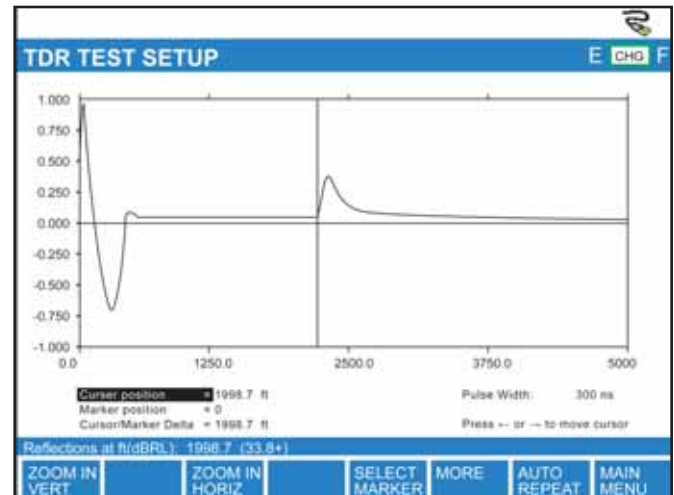 TDR TEST SETUP E CHG F
1.000
0.750
0.500
0.250
0.000
-0.250
-0.500
-0.750
-1.000
0.0 1250.0 2500.0 3750.0 5000
Curser position = 1998.7 ft Pulse Width: 300 ns
Marker position = 0
Cursor/Marker Delta = 1998.7 ft Press ← or → to move cursor
Reflections at ft(dBRL): 1998.7 (33.8+)
ZOOM IN VERT
ZOOM IN HORIZ
SELECT MARKER
MORE
AUTO REPEAT
MAIN MENU